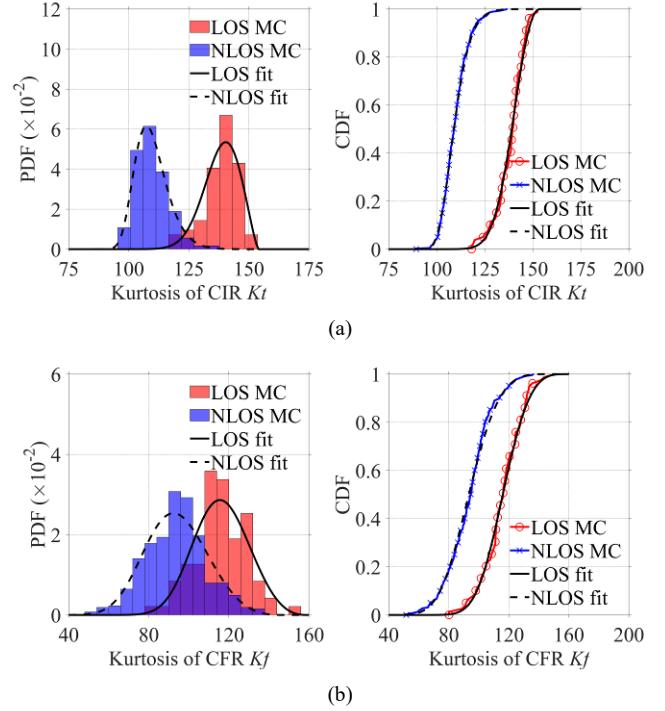 12
10
8
6
4
2
0
PDF (×10⁻²)
LOS MC
NLOS MC
LOS fit
NLOS fit
75 100 125 150 175
Kurtosis of CIR Kt
1
0.8
0.6
0.4
0.2
0
CDF
LOS MC
NLOS MC
LOS fit
NLOS fit
75 100 125 150 175 200
Kurtosis of CIR Kt
(a)
6
4
2
0
PDF (×10⁻²)
LOS MC
NLOS MC
LOS fit
NLOS fit
40 80 120 160
Kurtosis of CFR Kf
1
0.8
0.6
0.4
0.2
0
CDF
LOS MC
NLOS MC
LOS fit
NLOS fit
40 80 120 160 200
Kurtosis of CFR Kf
(b)